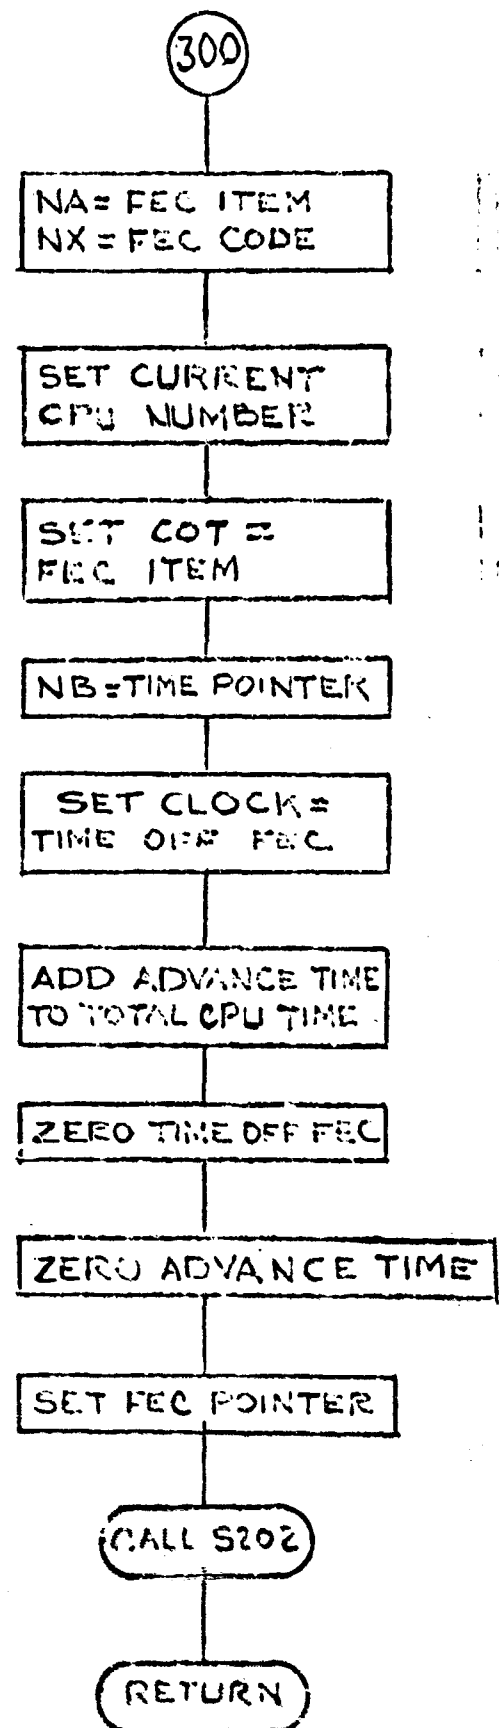 300
NA= FEC ITEM
NX= FEC CODE
SET CURRENT
CPU NUMBER
SET COT =
FEC ITEM
NB=TIME POINTER
SET CLOCK=
TIME OFF FEC
ADD ADVANCE TIME
TO TOTAL CPU TIME
ZERO TIME OFF FEC
ZERO ADVANCE TIME
SET FEC POINTER
CALL S202
RETURN